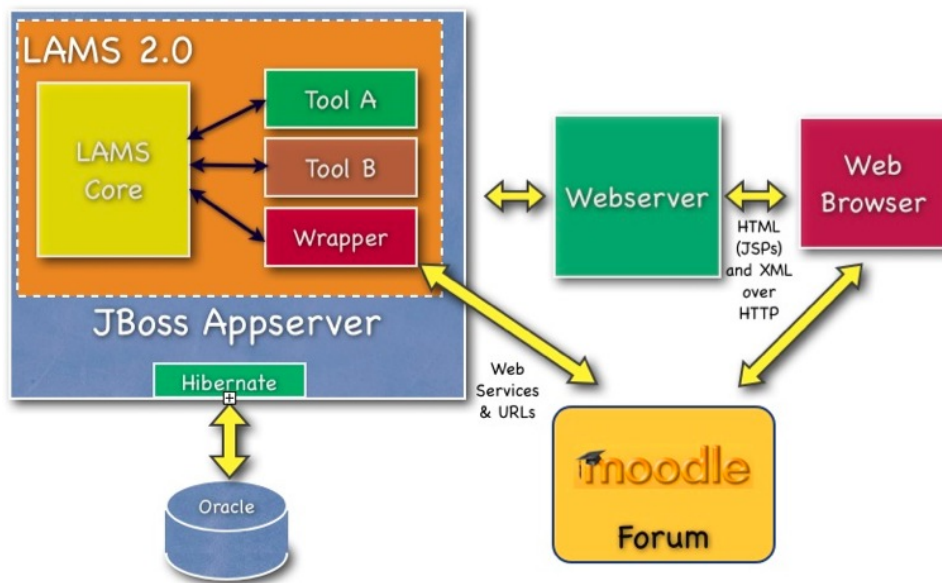 LAMS 2.0
LAMS
Core
Tool A
Tool B
Wrapper
JBoss Appserver
Hibernate
Oracle
Webserver
Web
Browser
HTML
(JSPs)
and XML
over
HTTP
Web
Services
& URLs
moodle
Forum